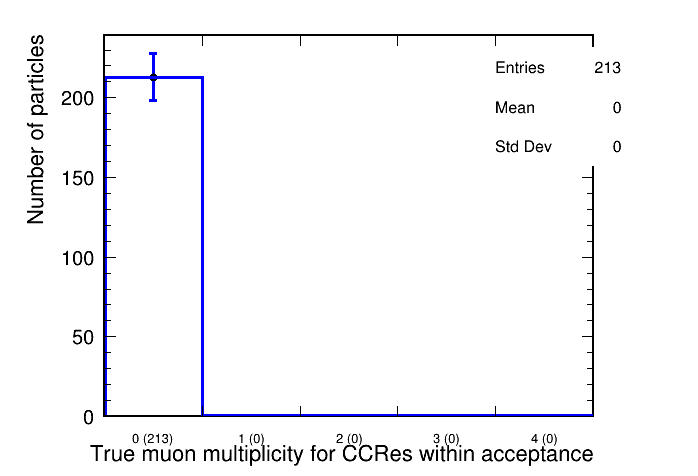 Number of particles
Entries 213
Mean 0
Std Dev 0
200
150
100
50
0
0 (213) 1 (0) 2 (0) 3 (0) 4 (0)
True muon multiplicity for CCRes within acceptance